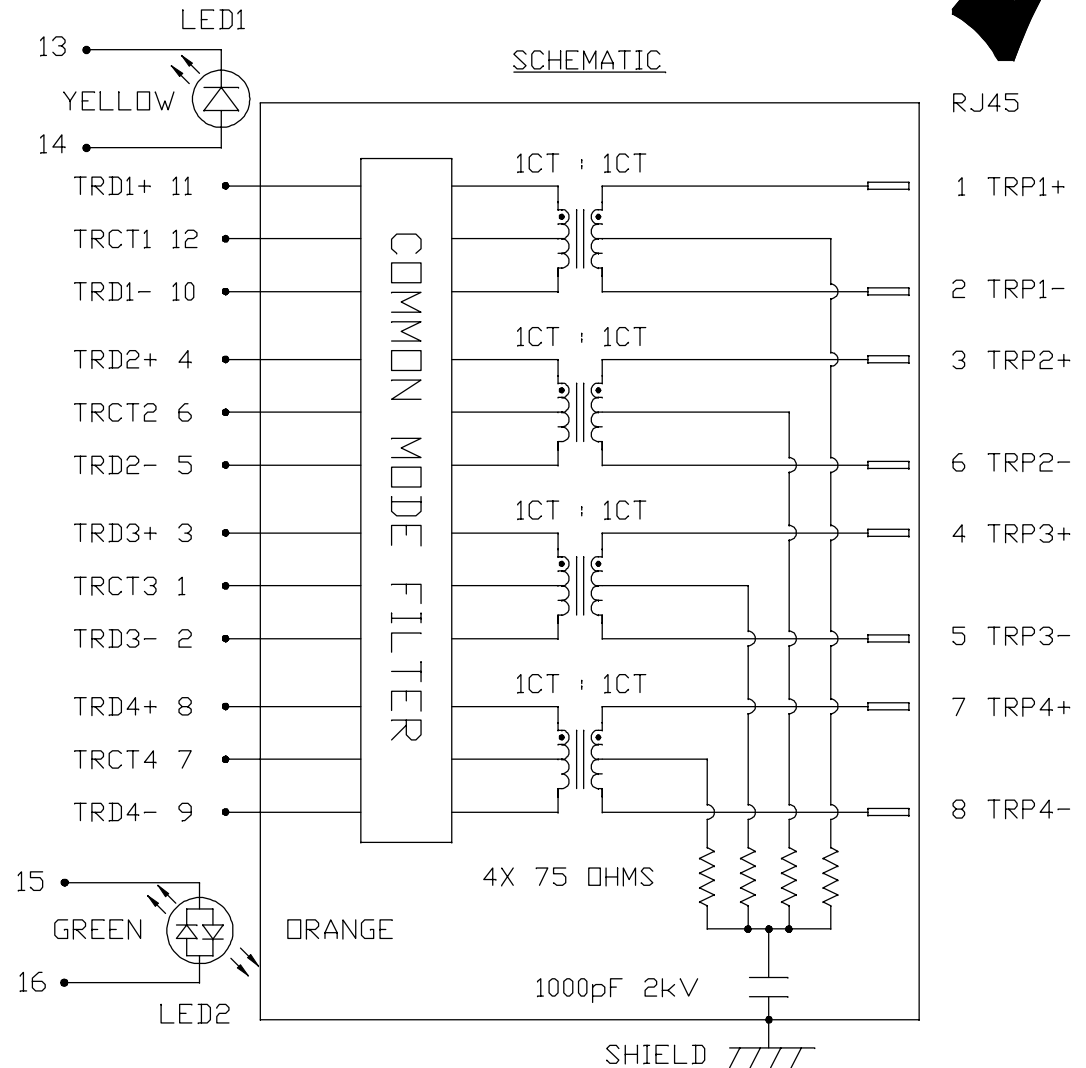 LED1
13
SCHEMATIC
YELLOW
RJ45
14
1CT : 1CT
TRD1+ 11
1 TRP1+
TRCT1 12
COMMON MODE FILTER
TRD1- 10
2 TRP1-
1CT : 1CT
TRD2+ 4
3 TRP2+
TRCT2 6
TRD2- 5
6 TRP2-
1CT : 1CT
TRD3+ 3
4 TRP3+
TRCT3 1
TRD3- 2
5 TRP3-
1CT : 1CT
TRD4+ 8
7 TRP4+
TRCT4 7
TRD4- 9
8 TRP4-
4X 75 OHMS
15
GREEN
ORANGE
16
1000pF 2kV
LED2
SHIELD